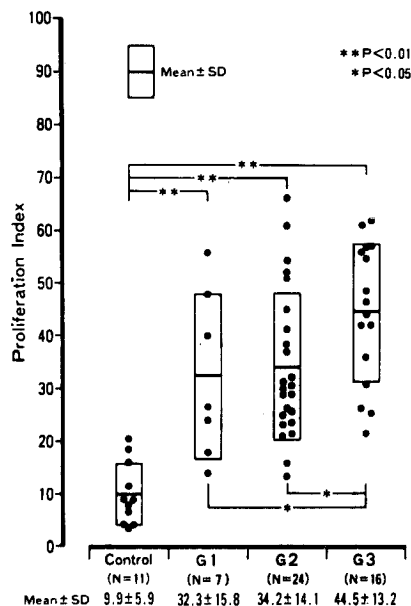 100
90
80
70
60
50
40
30
20
10
0
Proliferation Index
Mean±SD
**P<0.01
*P<0.05
**
**
**
*
*
Control G1 G2 G3
(N=11) (N=7) (N=24) (N=16)
Mean±SD 9.9±5.9 32.3±15.8 34.2±14.1 44.5±13.2